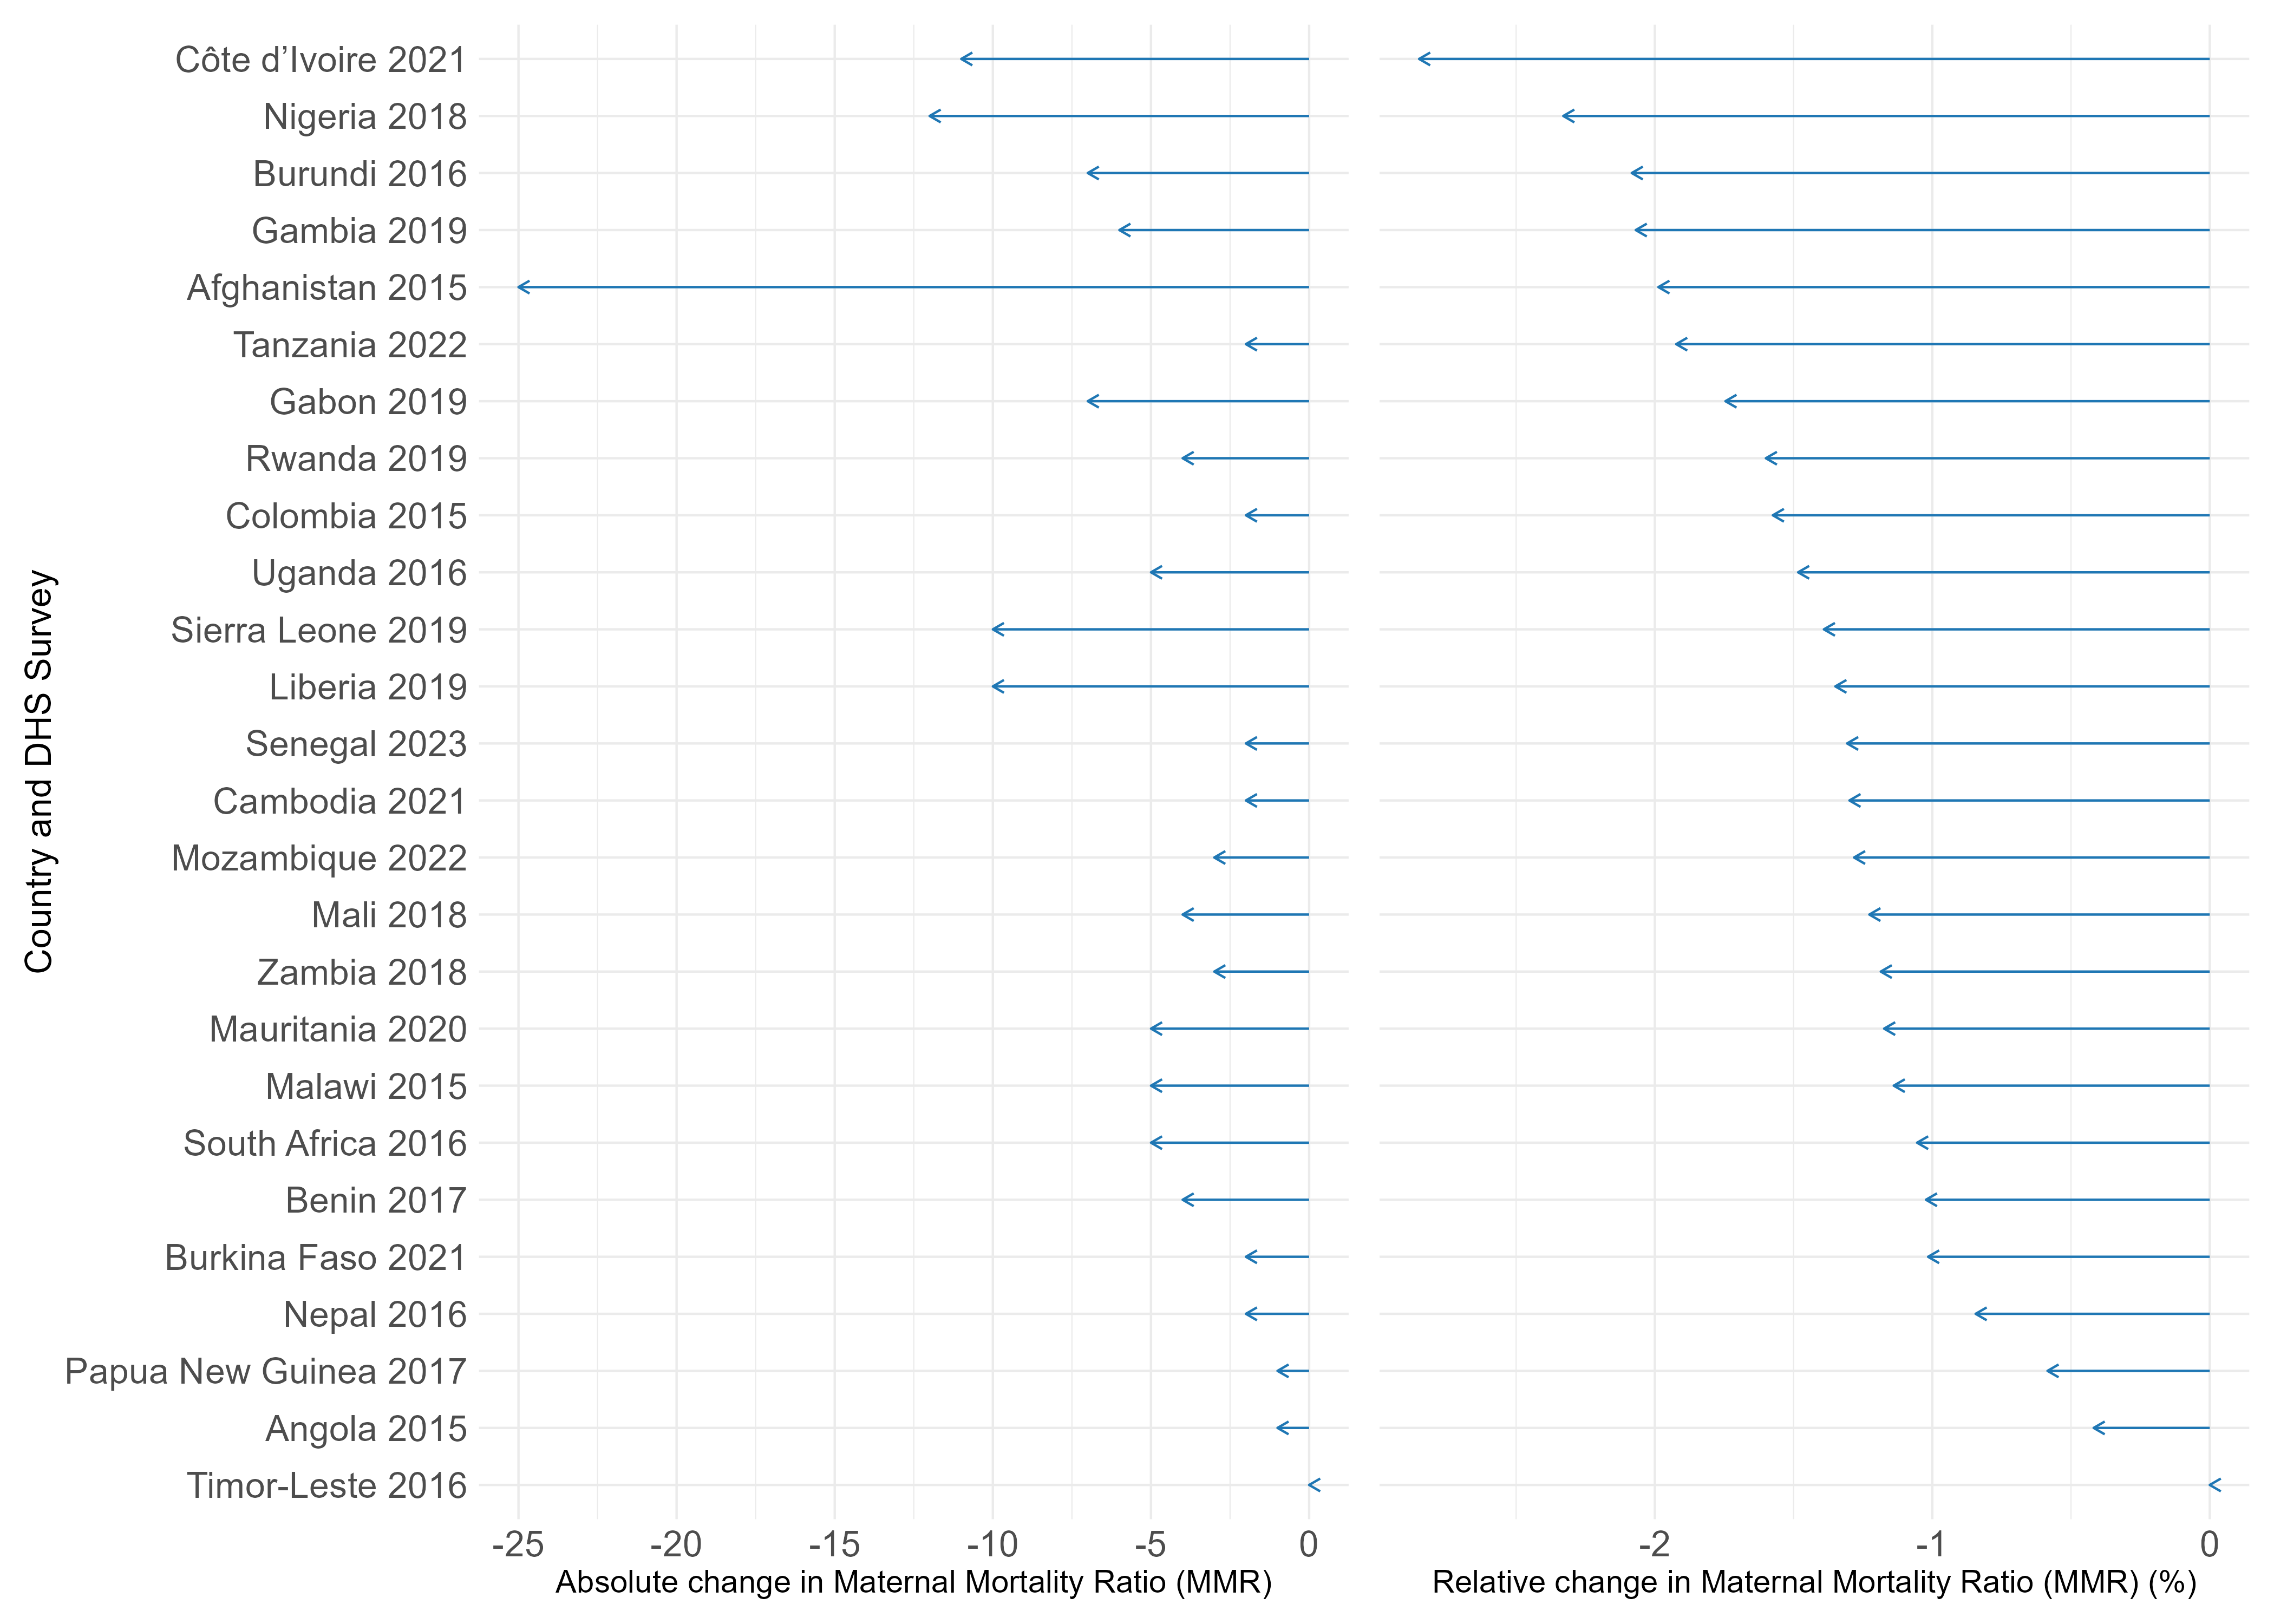 Country and DHS Survey
Côte d’Ivoire 2021
Nigeria 2018
Burundi 2016
Gambia 2019
Afghanistan 2015
Tanzania 2022
Gabon 2019
Rwanda 2019
Colombia 2015
Uganda 2016
Sierra Leone 2019
Liberia 2019
Senegal 2023
Cambodia 2021
Mozambique 2022
Mali 2018
Zambia 2018
Mauritania 2020
Malawi 2015
South Africa 2016
Benin 2017
Burkina Faso 2021
Nepal 2016
Papua New Guinea 2017
Angola 2015
Timor-Leste 2016
-25 -20 -15 -10 -5 0
Absolute change in Maternal Mortality Ratio (MMR)
-2 -1 0
Relative change in Maternal Mortality Ratio (MMR) (%)